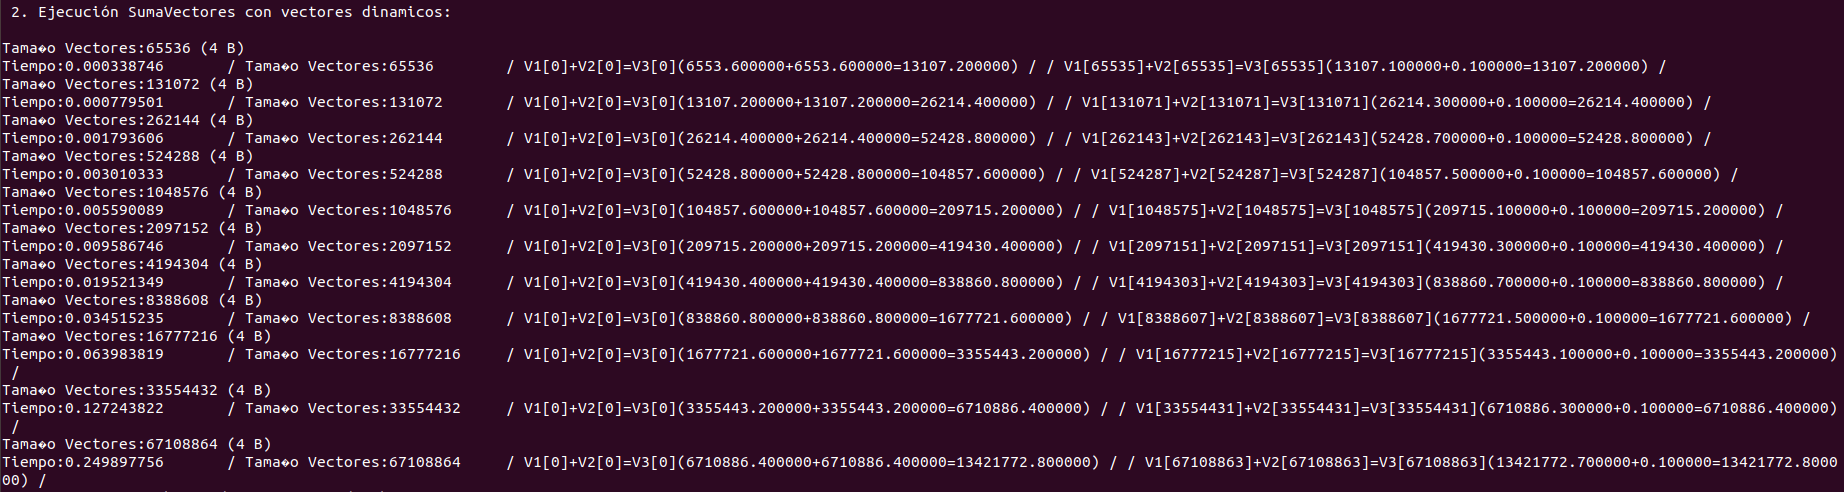 2. Ejecución SumaVectores con vectores dinamicos:
Tama�o Vectores:65536 (4 B)
Tiempo:0.000338746 / Tama�o Vectores:65536 / V1[0]+V2[0]=V3[0](6553.600000+6553.600000=13107.200000) / / V1[65535]+V2[65535]=V3[65535](13107.100000+0.100000=13107.200000) /
Tama�o Vectores:131072 (4 B)
Tiempo:0.000779501 / Tama�o Vectores:131072 / V1[0]+V2[0]=V3[0](13107.200000+13107.200000=26214.400000) / / V1[131071]+V2[131071]=V3[131071](26214.300000+0.100000=26214.400000) /
Tama�o Vectores:262144 (4 B)
Tiempo:0.001793606 / Tama�o Vectores:262144 / V1[0]+V2[0]=V3[0](26214.400000+26214.400000=52428.800000) / / V1[262143]+V2[262143]=V3[262143](52428.700000+0.100000=52428.800000) /
Tama�o Vectores:524288 (4 B)
Tiempo:0.003010333 / Tama�o Vectores:524288 / V1[0]+V2[0]=V3[0](52428.800000+52428.800000=104857.600000) / / V1[524287]+V2[524287]=V3[524287](104857.500000+0.100000=104857.600000) /
Tama�o Vectores:1048576 (4 B)
Tiempo:0.005590089 / Tama�o Vectores:1048576 / V1[0]+V2[0]=V3[0](104857.600000+104857.600000=209715.200000) / / V1[1048575]+V2[1048575]=V3[1048575](209715.100000+0.100000=209715.200000) /
Tama�o Vectores:2097152 (4 B)
Tiempo:0.009586746 / Tama�o Vectores:2097152 / V1[0]+V2[0]=V3[0](209715.200000+209715.200000=419430.400000) / / V1[2097151]+V2[2097151]=V3[2097151](419430.300000+0.100000=419430.400000) /
Tama�o Vectores:4194304 (4 B)
Tiempo:0.019521349 / Tama�o Vectores:4194304 / V1[0]+V2[0]=V3[0](419430.400000+419430.400000=838860.800000) / / V1[4194303]+V2[4194303]=V3[4194303](838860.700000+0.100000=838860.800000) /
Tama�o Vectores:8388608 (4 B)
Tiempo:0.034515235 / Tama�o Vectores:8388608 / V1[0]+V2[0]=V3[0](838860.800000+838860.800000=1677721.600000) / / V1[8388607]+V2[8388607]=V3[8388607](1677721.500000+0.100000=1677721.600000) /
Tama�o Vectores:16777216 (4 B)
Tiempo:0.063983819 / Tama�o Vectores:16777216 / V1[0]+V2[0]=V3[0](1677721.600000+1677721.600000=3355443.200000) / / V1[16777215]+V2[16777215]=V3[16777215](3355443.100000+0.100000=3355443.200000)
/
Tama�o Vectores:33554432 (4 B)
Tiempo:0.127243822 / Tama�o Vectores:33554432 / V1[0]+V2[0]=V3[0](3355443.200000+3355443.200000=6710886.400000) / / V1[33554431]+V2[33554431]=V3[33554431](6710886.300000+0.100000=6710886.400000)
/
Tama�o Vectores:67108864 (4 B)
Tiempo:0.249897756 / Tama�o Vectores:67108864 / V1[0]+V2[0]=V3[0](6710886.400000+6710886.400000=13421772.800000) / / V1[67108863]+V2[67108863]=V3[67108863](13421772.700000+0.100000=13421772.8000
00) /